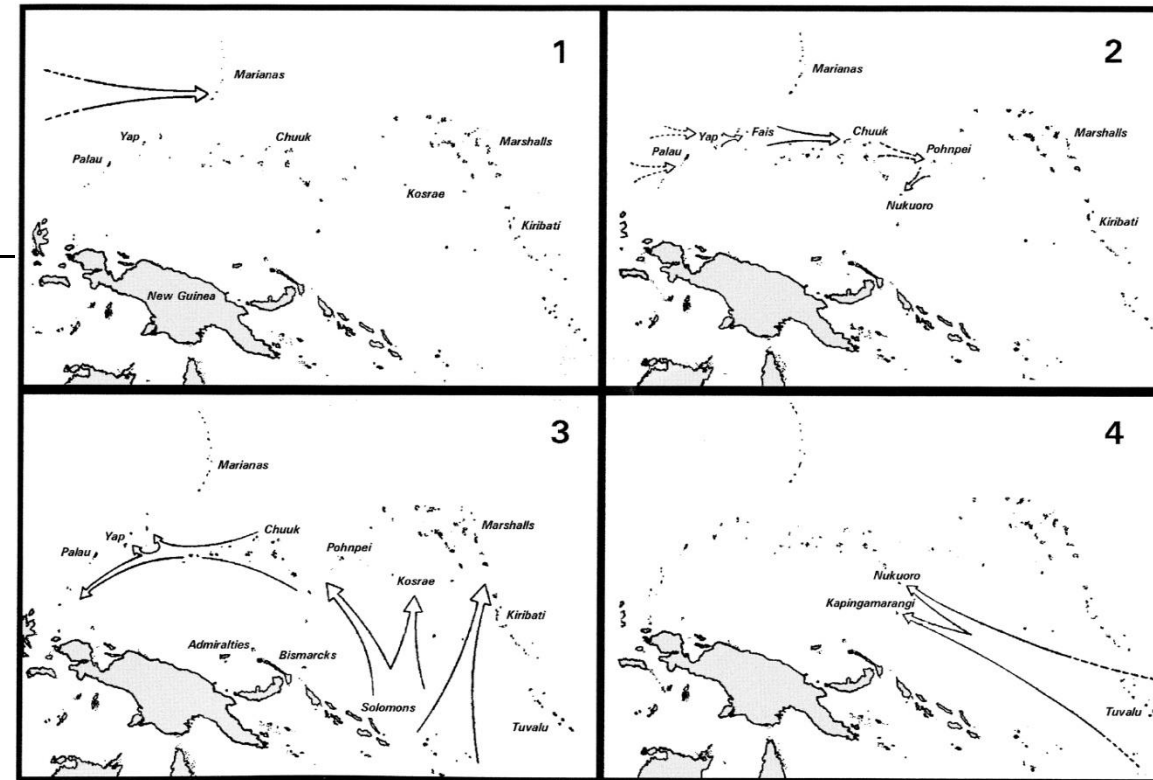 1
Marianas
Yap
Chuuk
Palau
Marshalls
Kosrae
Kiribati
New Guinea
2
Marianas
Yap
Fais
Chuuk
Marshalls
Palau
Pohnpei
Nukuoro
Kiribati
3
Marianas
Chuuk
Marshalls
Yap
Palau
Pohnpei
Kosrae
Kiribati
Admiralties
Bismarcks
Solomons
Tuvalu
4
Nukuoro
Kapingamarangi
Tuvalu